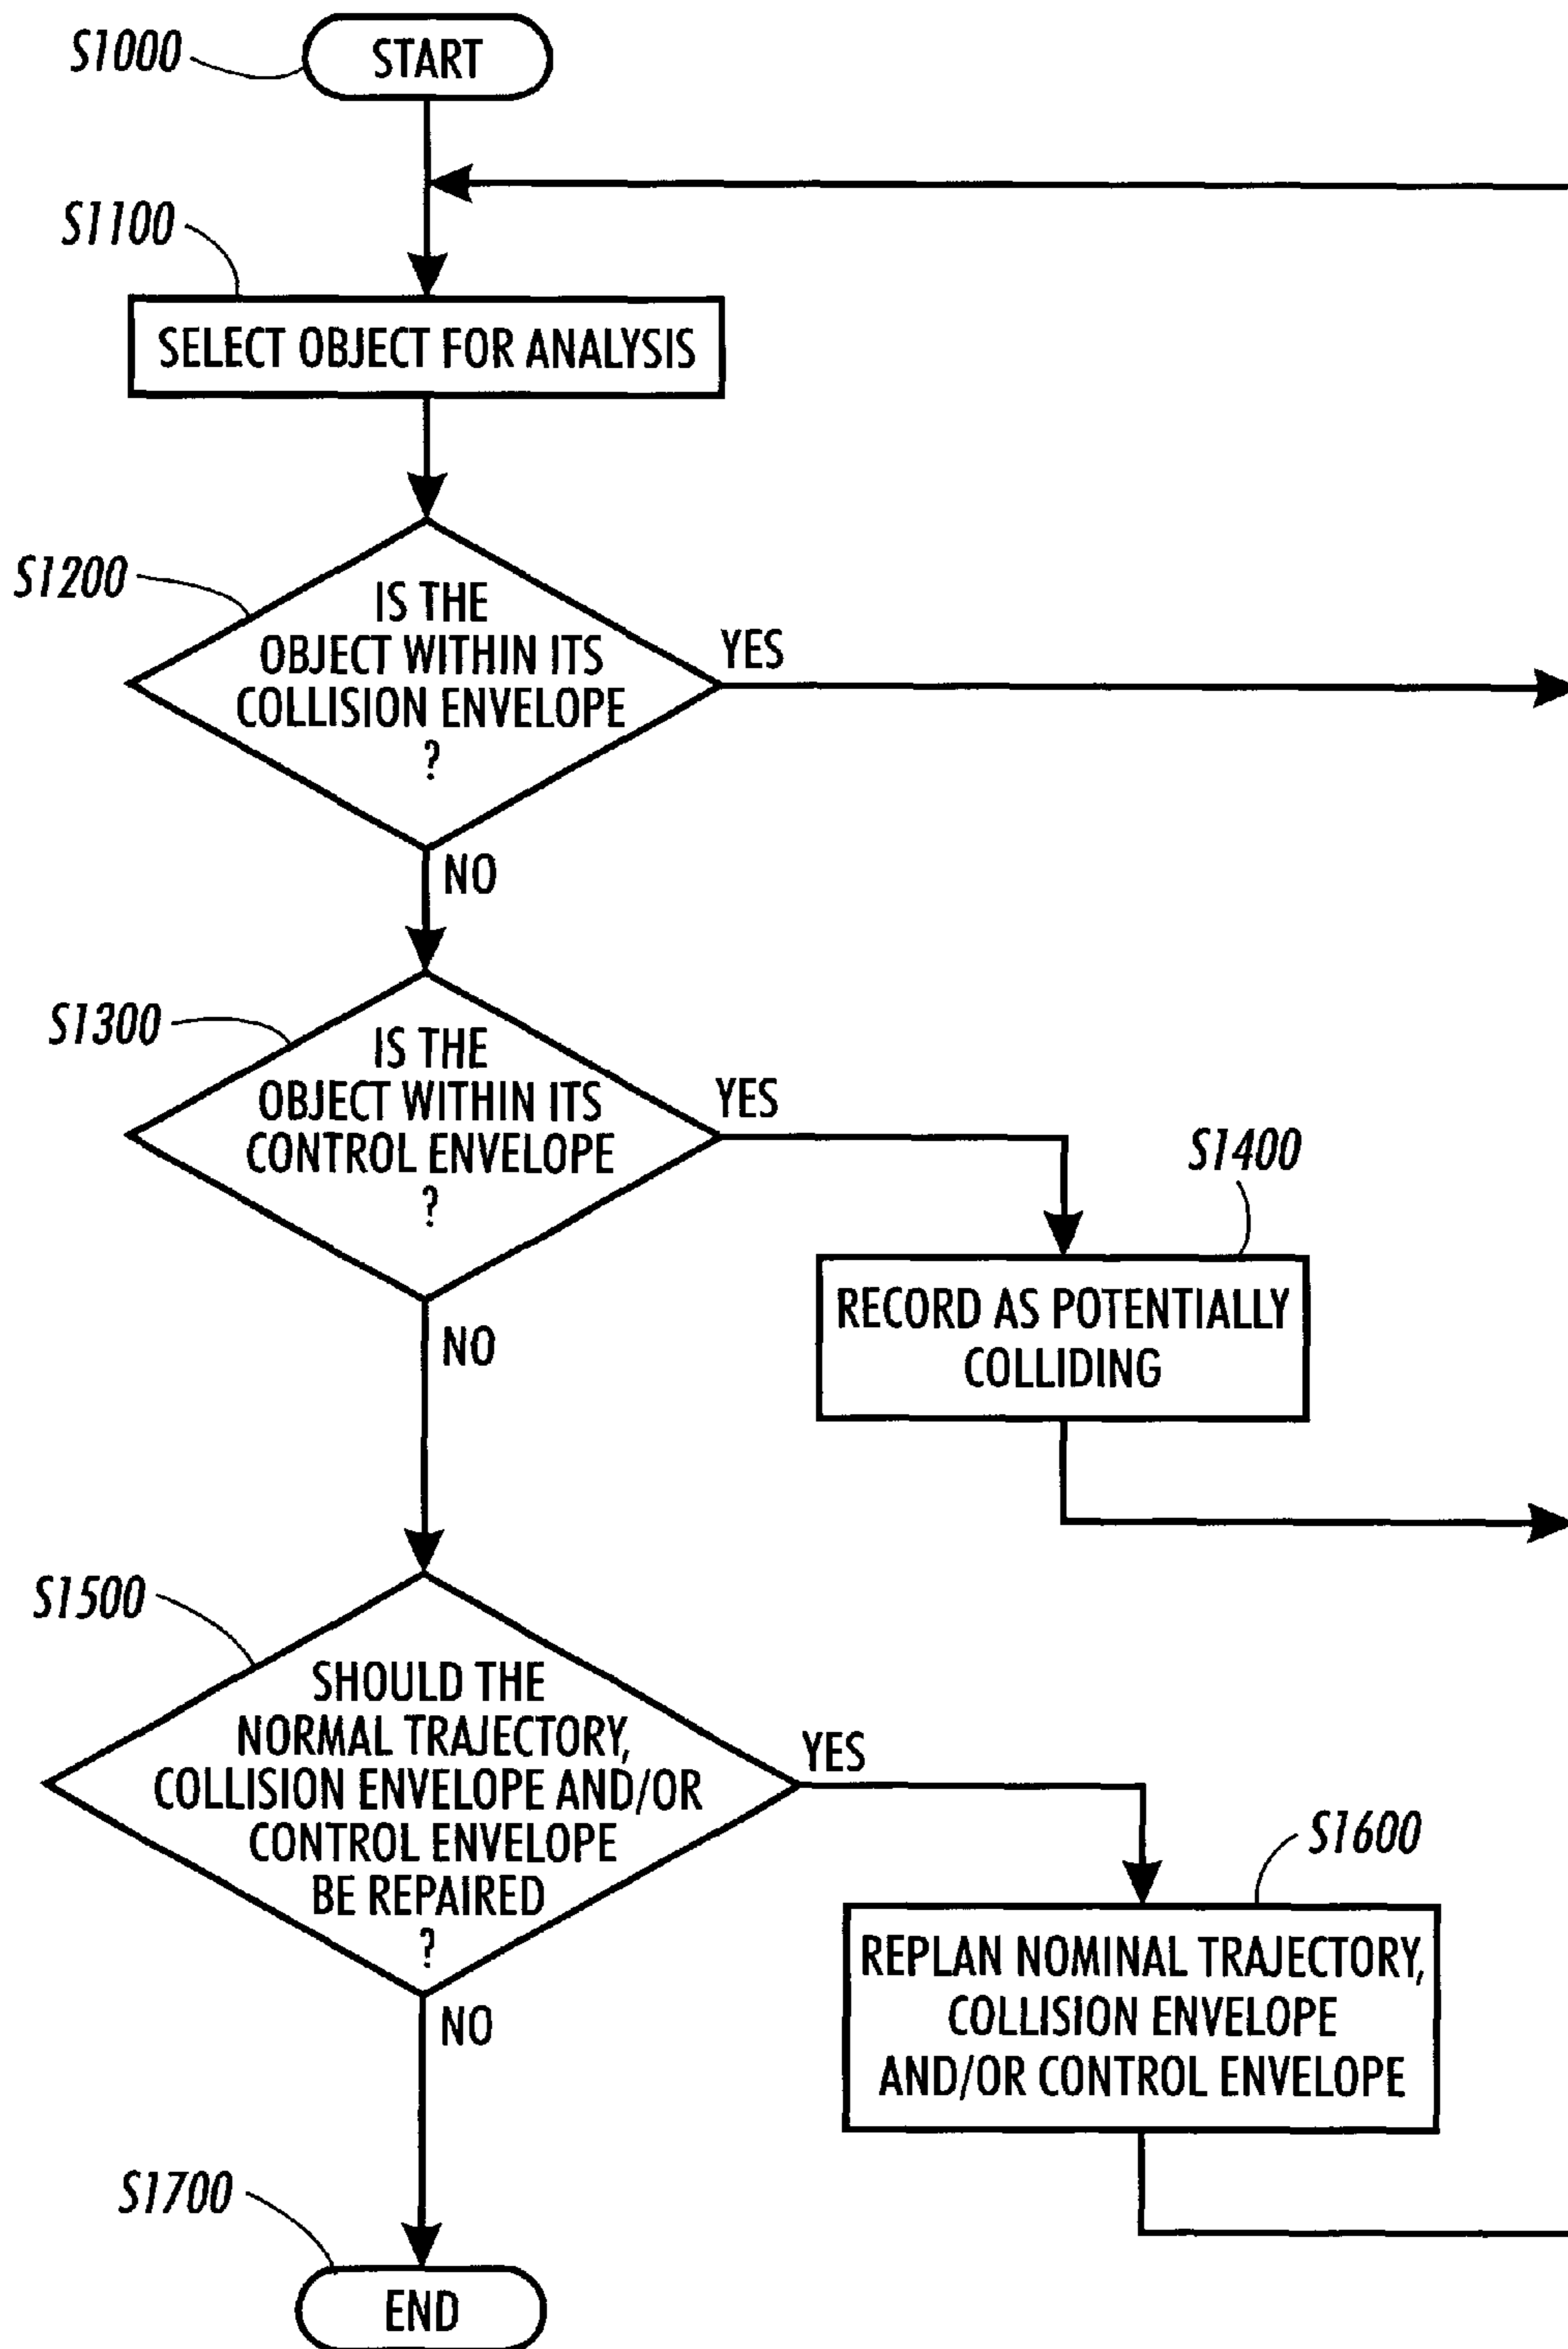 S1000
START
S1100
SELECT OBJECT FOR ANALYSIS
S1200
IS THE
OBJECT WITHIN ITS
COLLISION ENVELOPE
?
YES
NO
S1300
IS THE
OBJECT WITHIN ITS
CONTROL ENVELOPE
?
YES
NO
S1400
RECORD AS POTENTIALLY
COLLIDING
S1500
SHOULD THE
NORMAL TRAJECTORY,
COLLISION ENVELOPE AND/OR
CONTROL ENVELOPE
BE REPAIRED
?
YES
NO
S1600
REPLAN NOMINAL TRAJECTORY,
COLLISION ENVELOPE
AND/OR CONTROL ENVELOPE
S1700
END